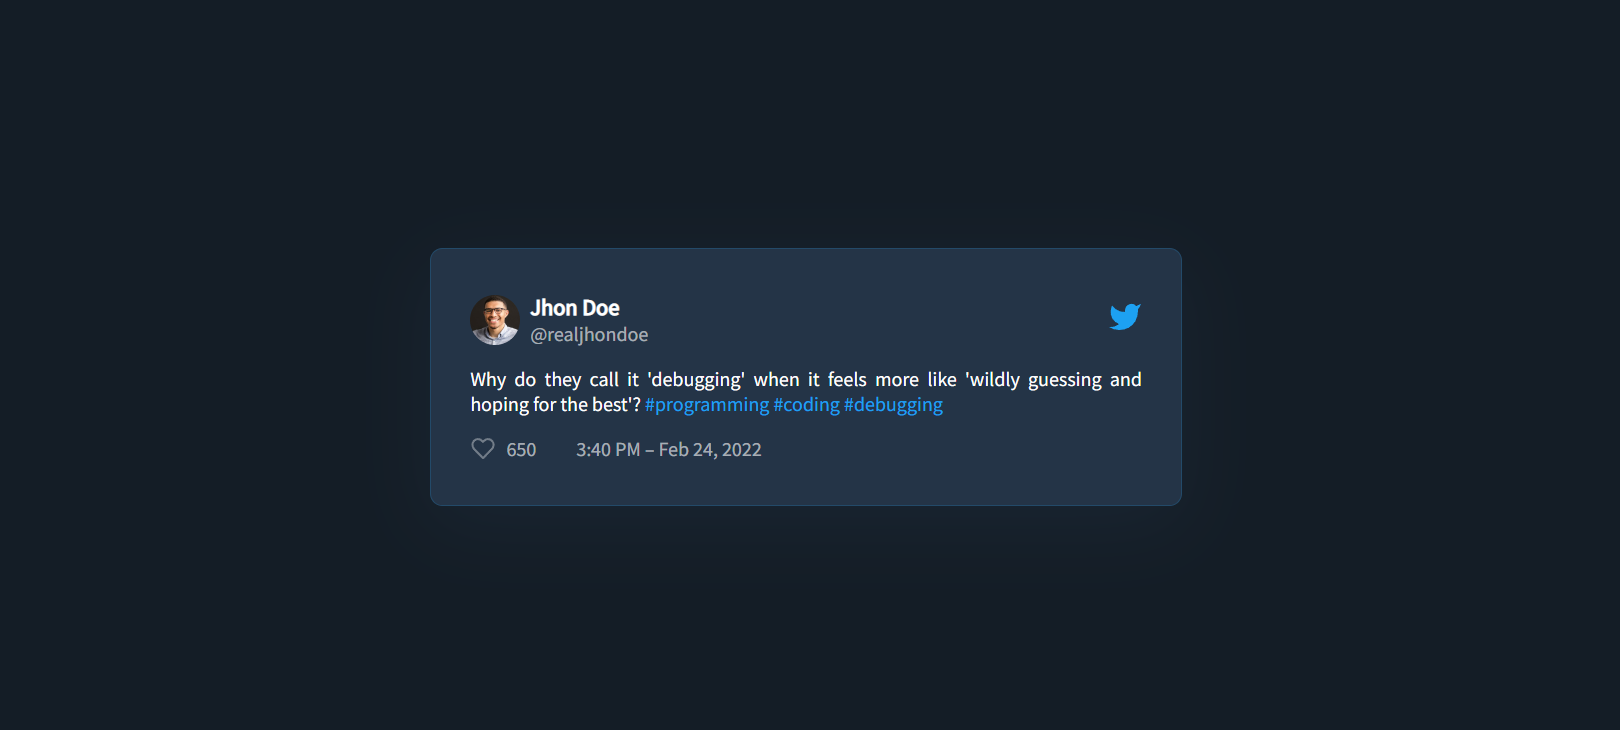 Jhon Doe
@realjhondoe
Why do they call it 'debugging' when it feels more like 'wildly guessing and
hoping for the best'? #programming #coding #debugging
650 3:40 PM – Feb 24, 2022